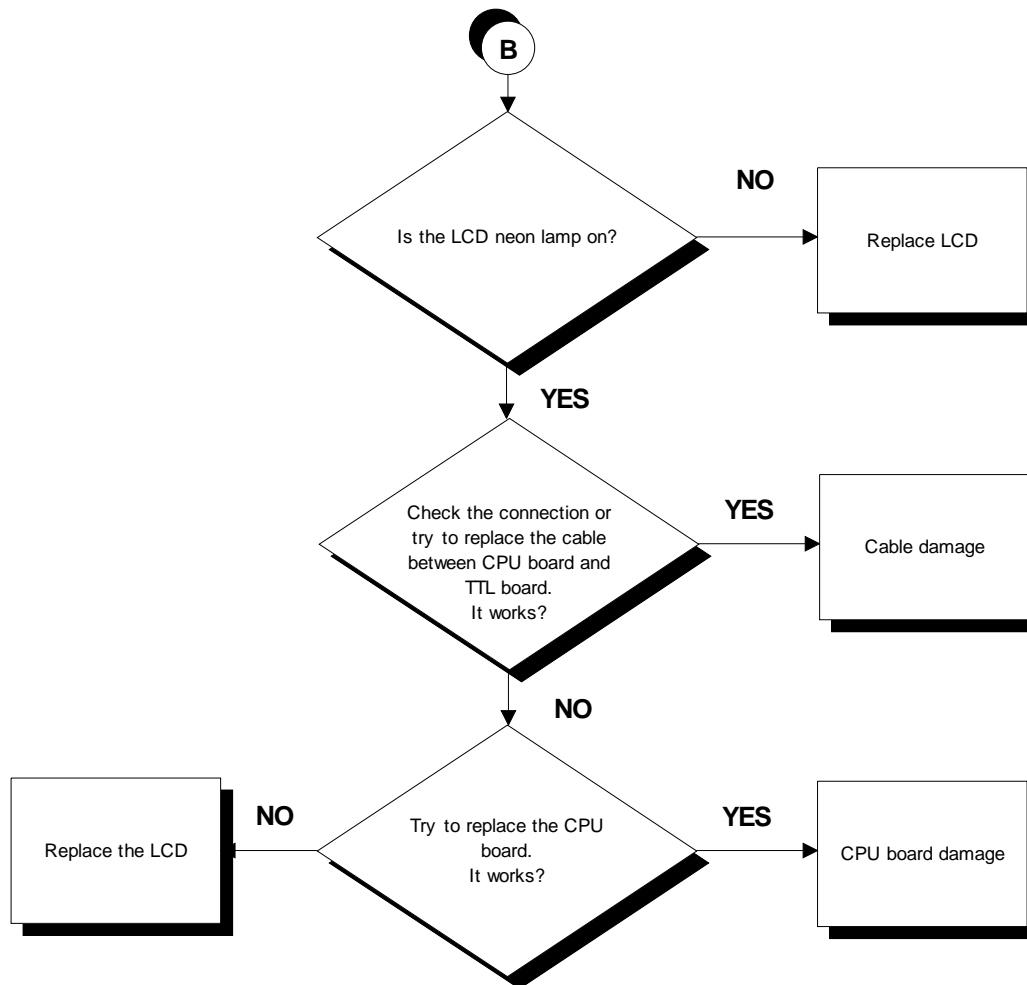 B
NO
Is the LCD neon lamp on?
Replace LCD
YES
Check the connection or
try to replace the cable
between CPU board and
TTL board.
It works?
YES
Cable damage
NO
NO
Replace the LCD
Try to replace the CPU
board.
It works?
YES
CPU board damage